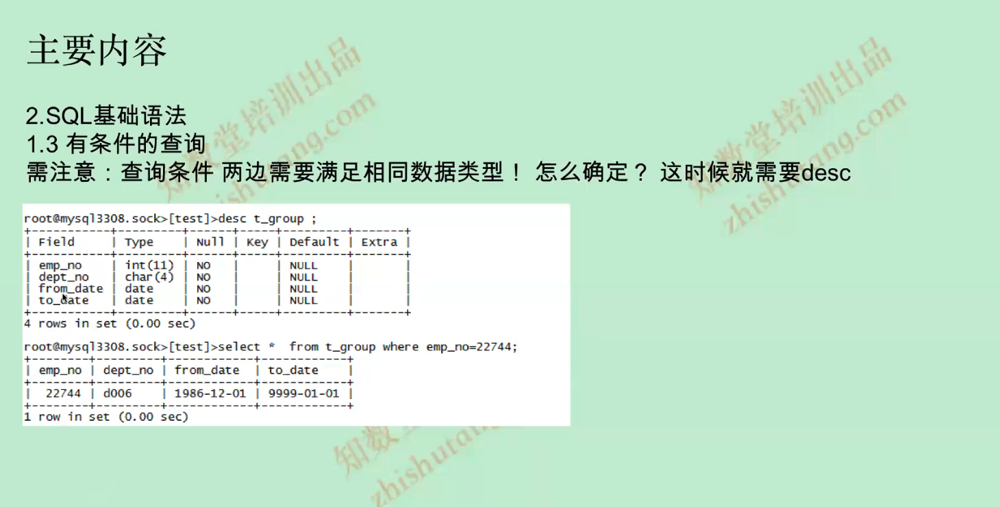 主要内容
2.SQL基础语法
1.3 有条件的查询
需注意：查询条件 两边需要满足相同数据类型！ 怎么确定？ 这时候就需要desc
root@mysql3308.sock>[test]>desc t_group ;
+-----------+---------+------+-----+---------+-------+
| Field     | Type    | Null | Key | Default | Extra |
+-----------+---------+------+-----+---------+-------+
| emp_no    | int(11) | NO   |     | NULL    |       |
| dept_no   | char(4) | NO   |     | NULL    |       |
| from_date | date    | NO   |     | NULL    |       |
| to_date   | date    | NO   |     | NULL    |       |
+-----------+---------+------+-----+---------+-------+
4 rows in set (0.00 sec)
root@mysql3308.sock>[test]>select *  from t_group where emp_no=22744;
+--------+---------+------------+------------+
| emp_no | dept_no | from_date  | to_date    |
+--------+---------+------------+------------+
|  22744 | d006    | 1986-12-01 | 9999-01-01 |
+--------+---------+------------+------------+
1 row in set (0.00 sec)
知数堂培训出品
zhishutang.com
知数堂培训出品
zhishutang.com
知数
zhishutang